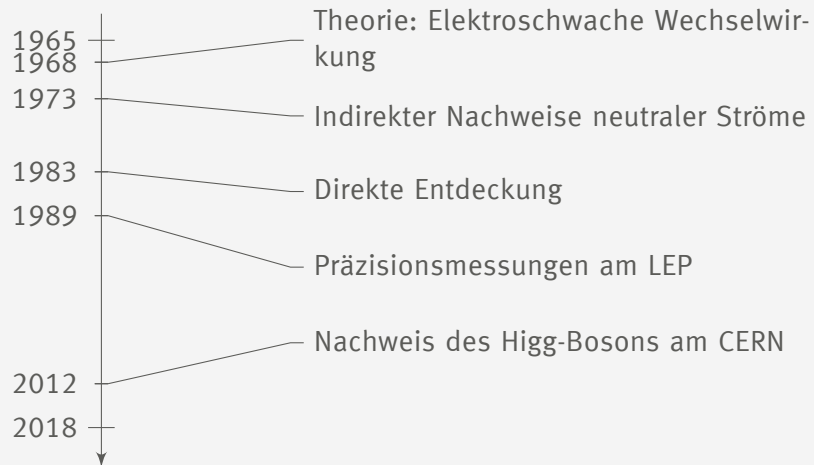 Theorie: Elektroschwache Wechselwir-
1965
1968
kung
1973
Indirekter Nachweise neutraler Ströme
1983
Direkte Entdeckung
1989
Präzisionsmessungen am LEP
Nachweis des Higg-Bosons am CERN
2012
2018